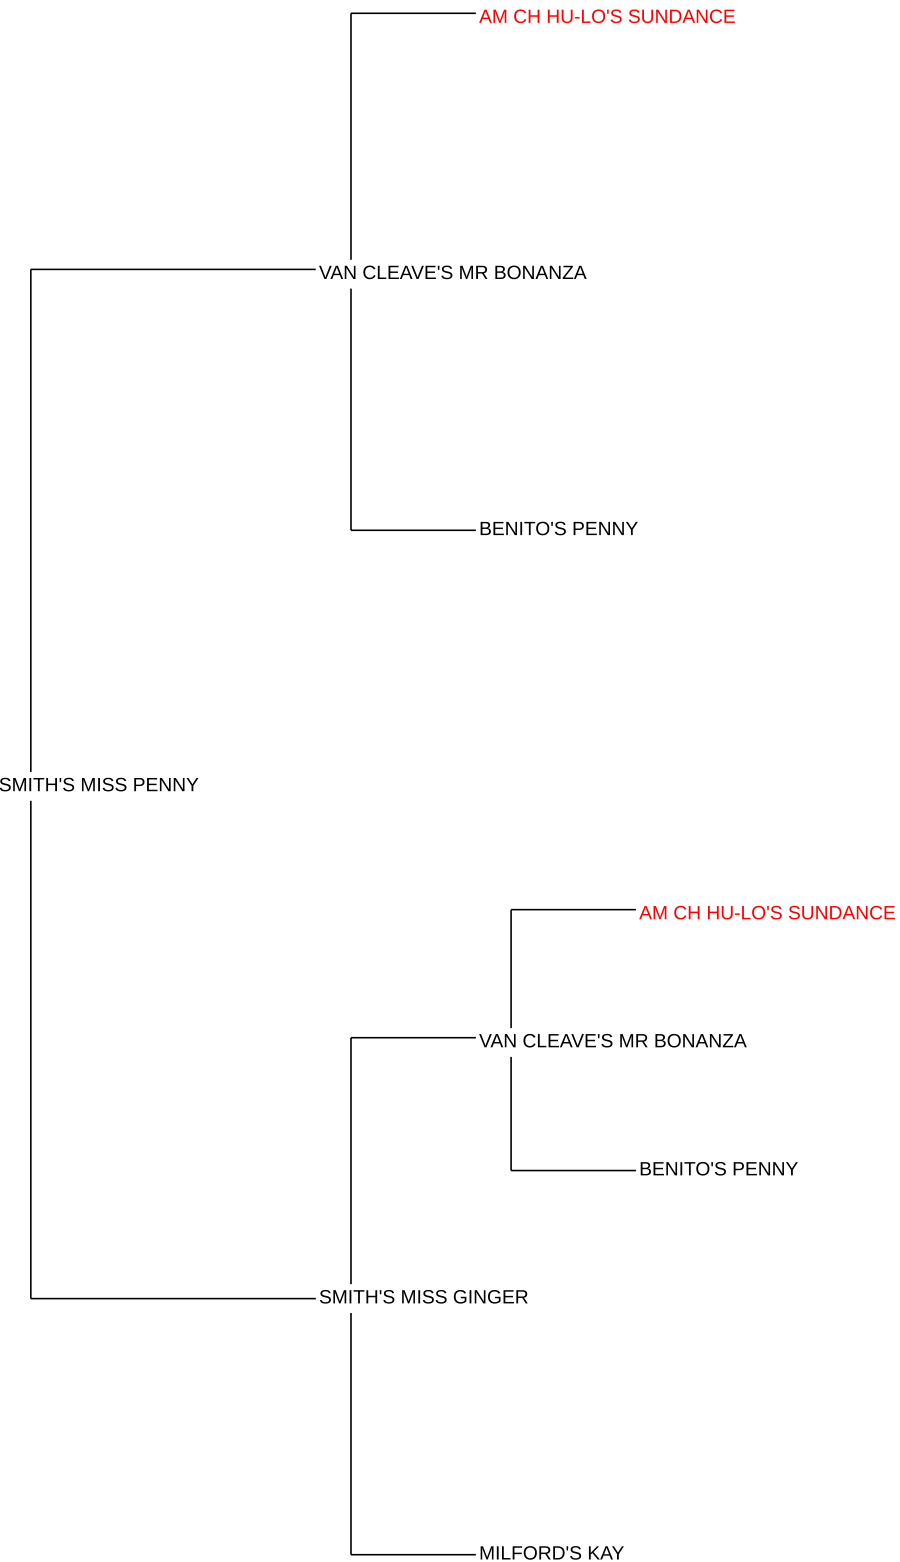 AM CH HU-LO'S SUNDANCE
VAN CLEAVE'S MR BONANZA
BENITO'S PENNY
SMITH'S MISS PENNY
AM CH HU-LO'S SUNDANCE
VAN CLEAVE'S MR BONANZA
BENITO'S PENNY
SMITH'S MISS GINGER
MILFORD'S KAY